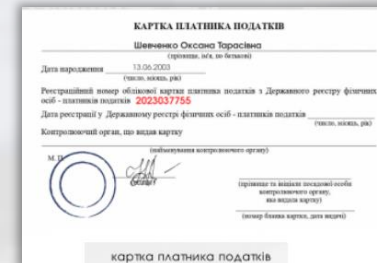 КАРТКА ПЛАТНИКА ПОДАТКІВ
Шевченко Оксана Тарасівна
(прізвище, ім'я, по батькові)
Дата народження 13.06.2003
(число, місяць, рік)
Реєстраційний номер облікової картки платника податків з Державного реєстру фізичних
осіб - платників податків 2023037755
Дата реєстрації у Державному реєстрі фізичних осіб - платників податків
(число, місяць, рік)
Контролюючий орган, що видав картку
(найменування контролюючого органу)
М. П.
(прізвище та ініціали посадової особи
контролюючого органу,
яка видала картку)
(номер бланка картки, дата видачі)
картка платника податків